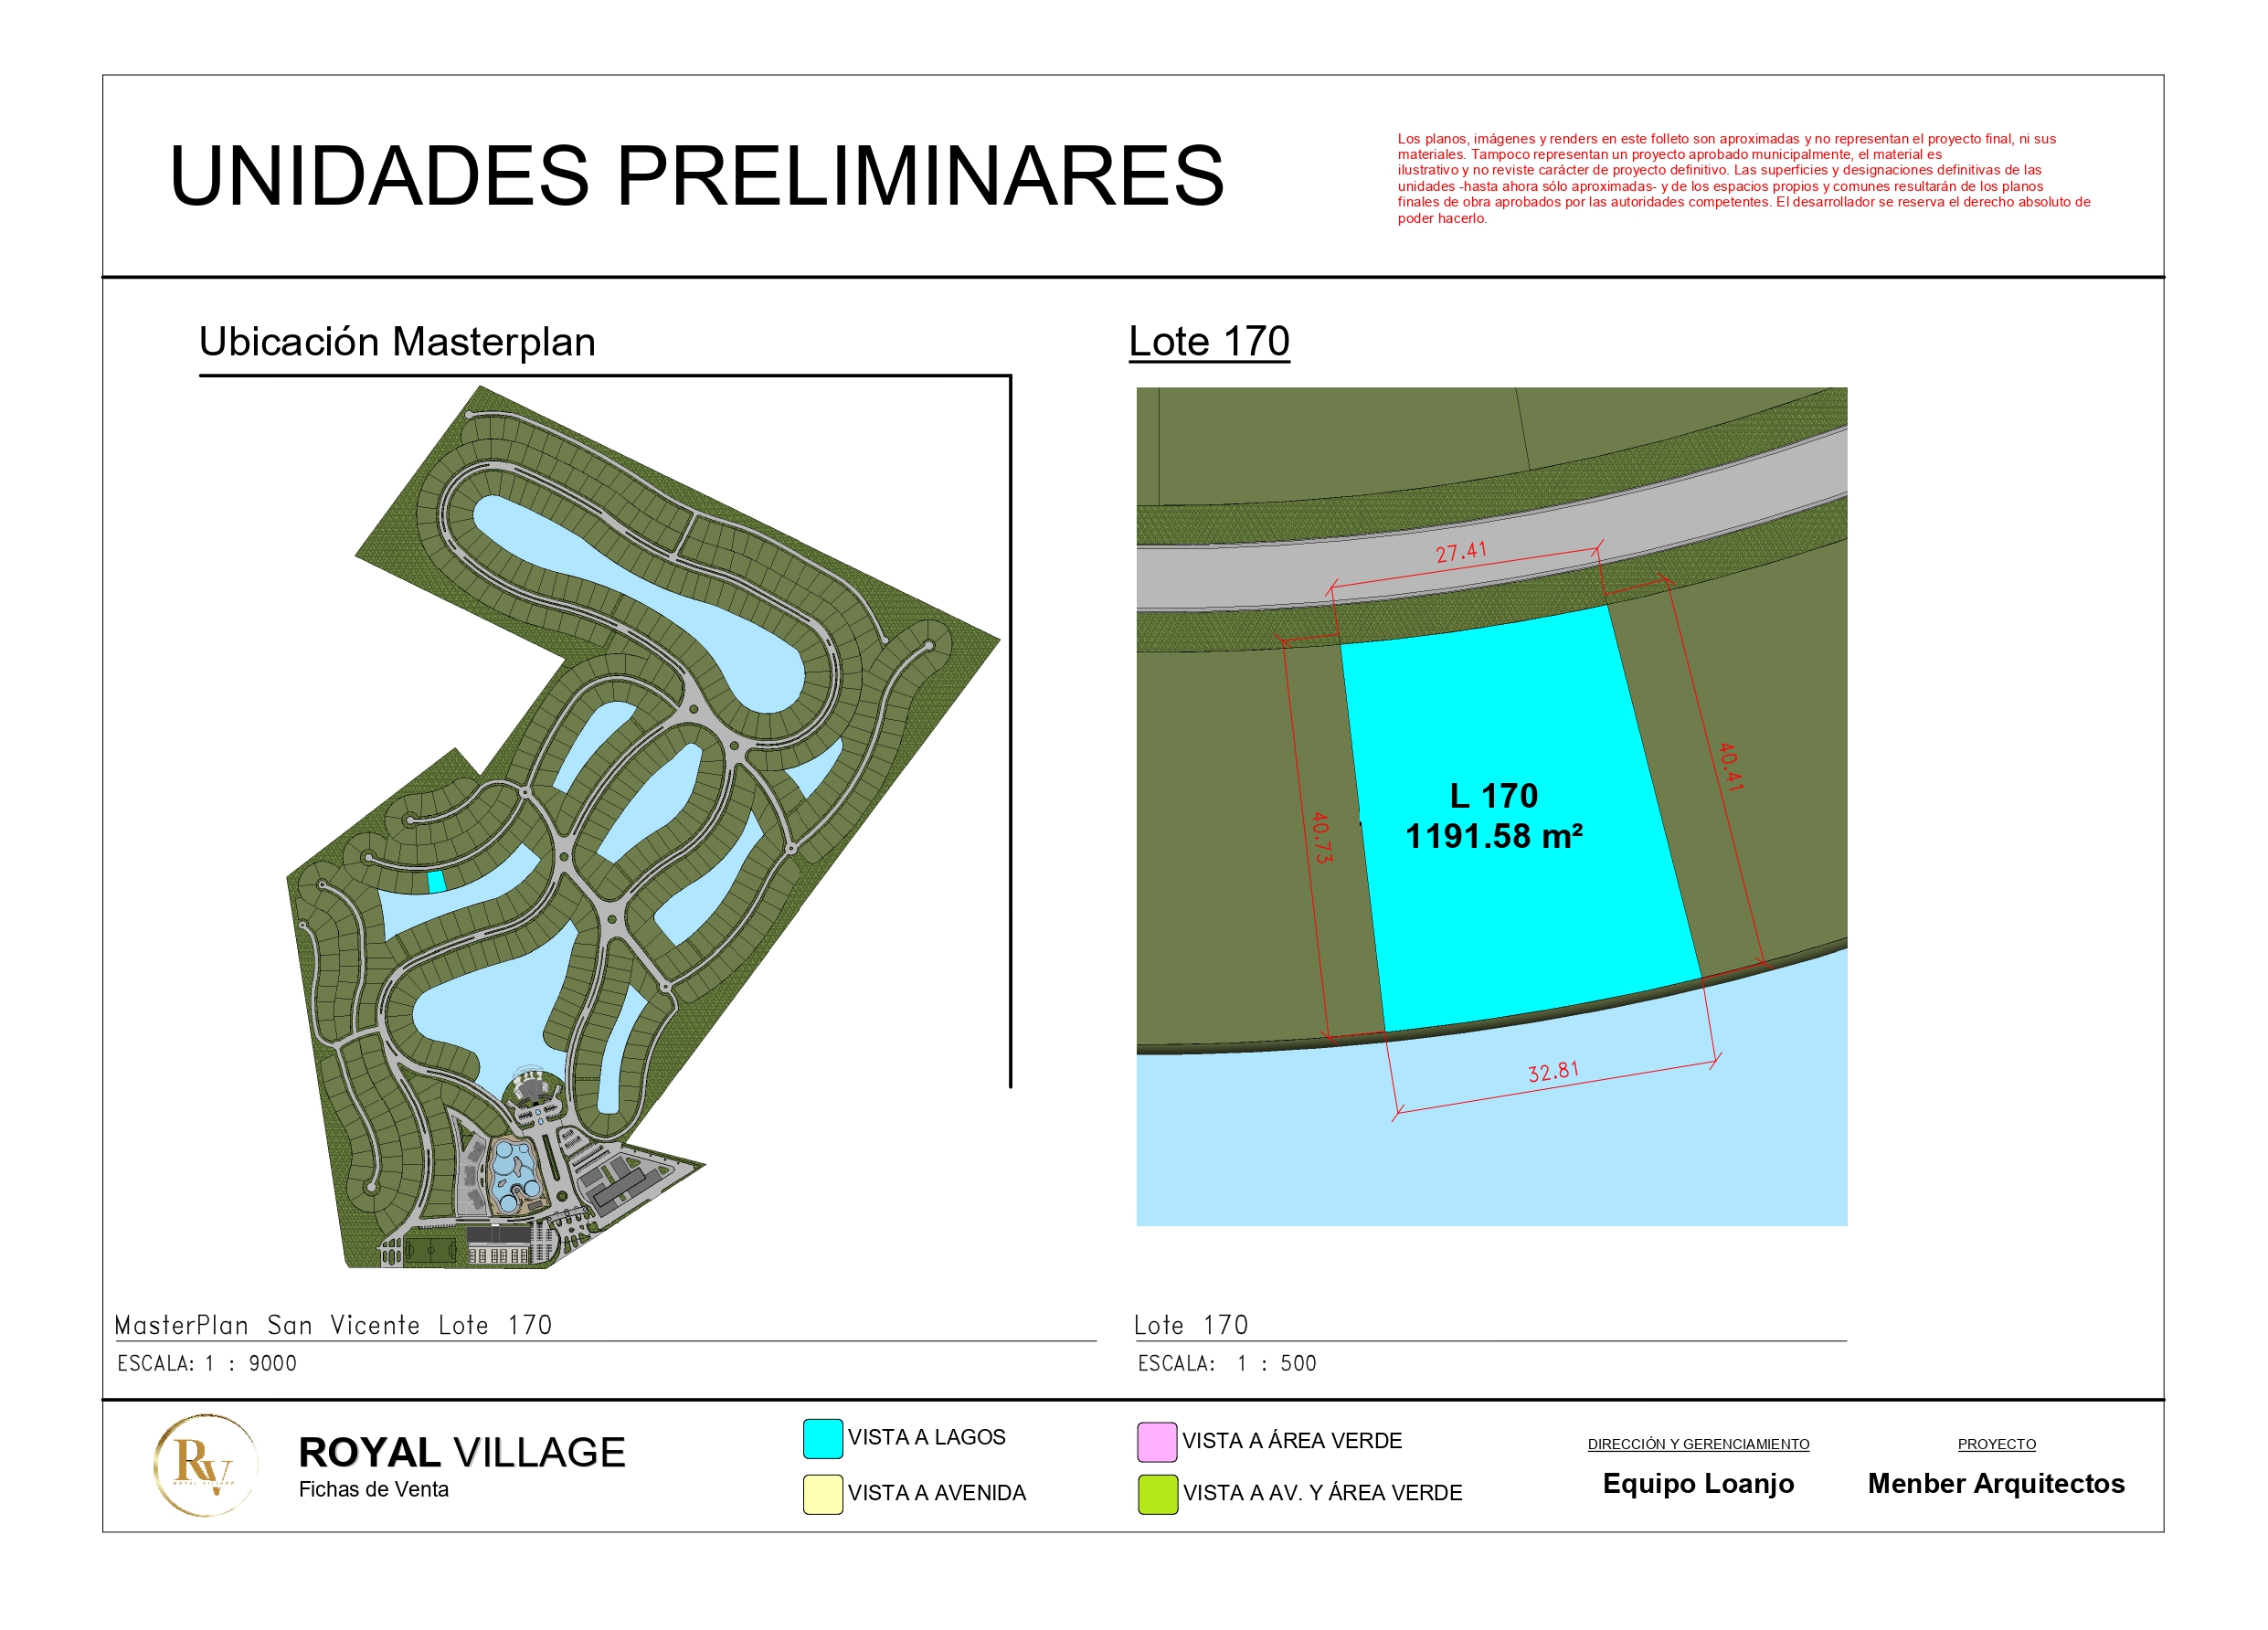 UNIDADES PRELIMINARES
Los planos, imágenes y renders en este folleto son aproximadas y no representan el proyecto final, ni sus
materiales. Tampoco representan un proyecto aprobado municipalmente, el material es
ilustrativo y no reviste carácter de proyecto definitivo. Las superficies y designaciones definitivas de las
unidades -hasta ahora sólo aproximadas- y de los espacios propios y comunes resultarán de los planos
finales de obra aprobados por las autoridades competentes. El desarrollador se reserva el derecho absoluto de
poder hacerlo.
Ubicación Masterplan
Lote 170
27.41
40.41
40.73
L 170
1191.58 m²
32.81
MasterPlan San Vicente Lote 170
ESCALA: 1 : 9000
Lote 170
ESCALA: 1 : 500
RV
ROYAL VILLAGE
ROYAL VILLAGE
Fichas de Venta
VISTA A LAGOS
VISTA A AVENIDA
VISTA A ÁREA VERDE
VISTA A AV. Y ÁREA VERDE
DIRECCIÓN Y GERENCIAMIENTO
Equipo Loanjo
PROYECTO
Menber Arquitectos